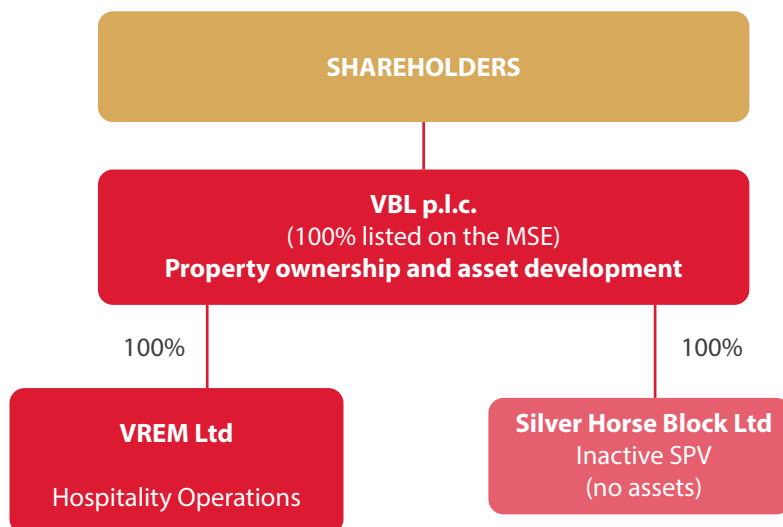 SHAREHOLDERS
VBL p.l.c.
(100% listed on the MSE)
Property ownership and asset development
100%
100%
VREM Ltd
Hospitality Operations
Silver Horse Block Ltd
Inactive SPV
(no assets)